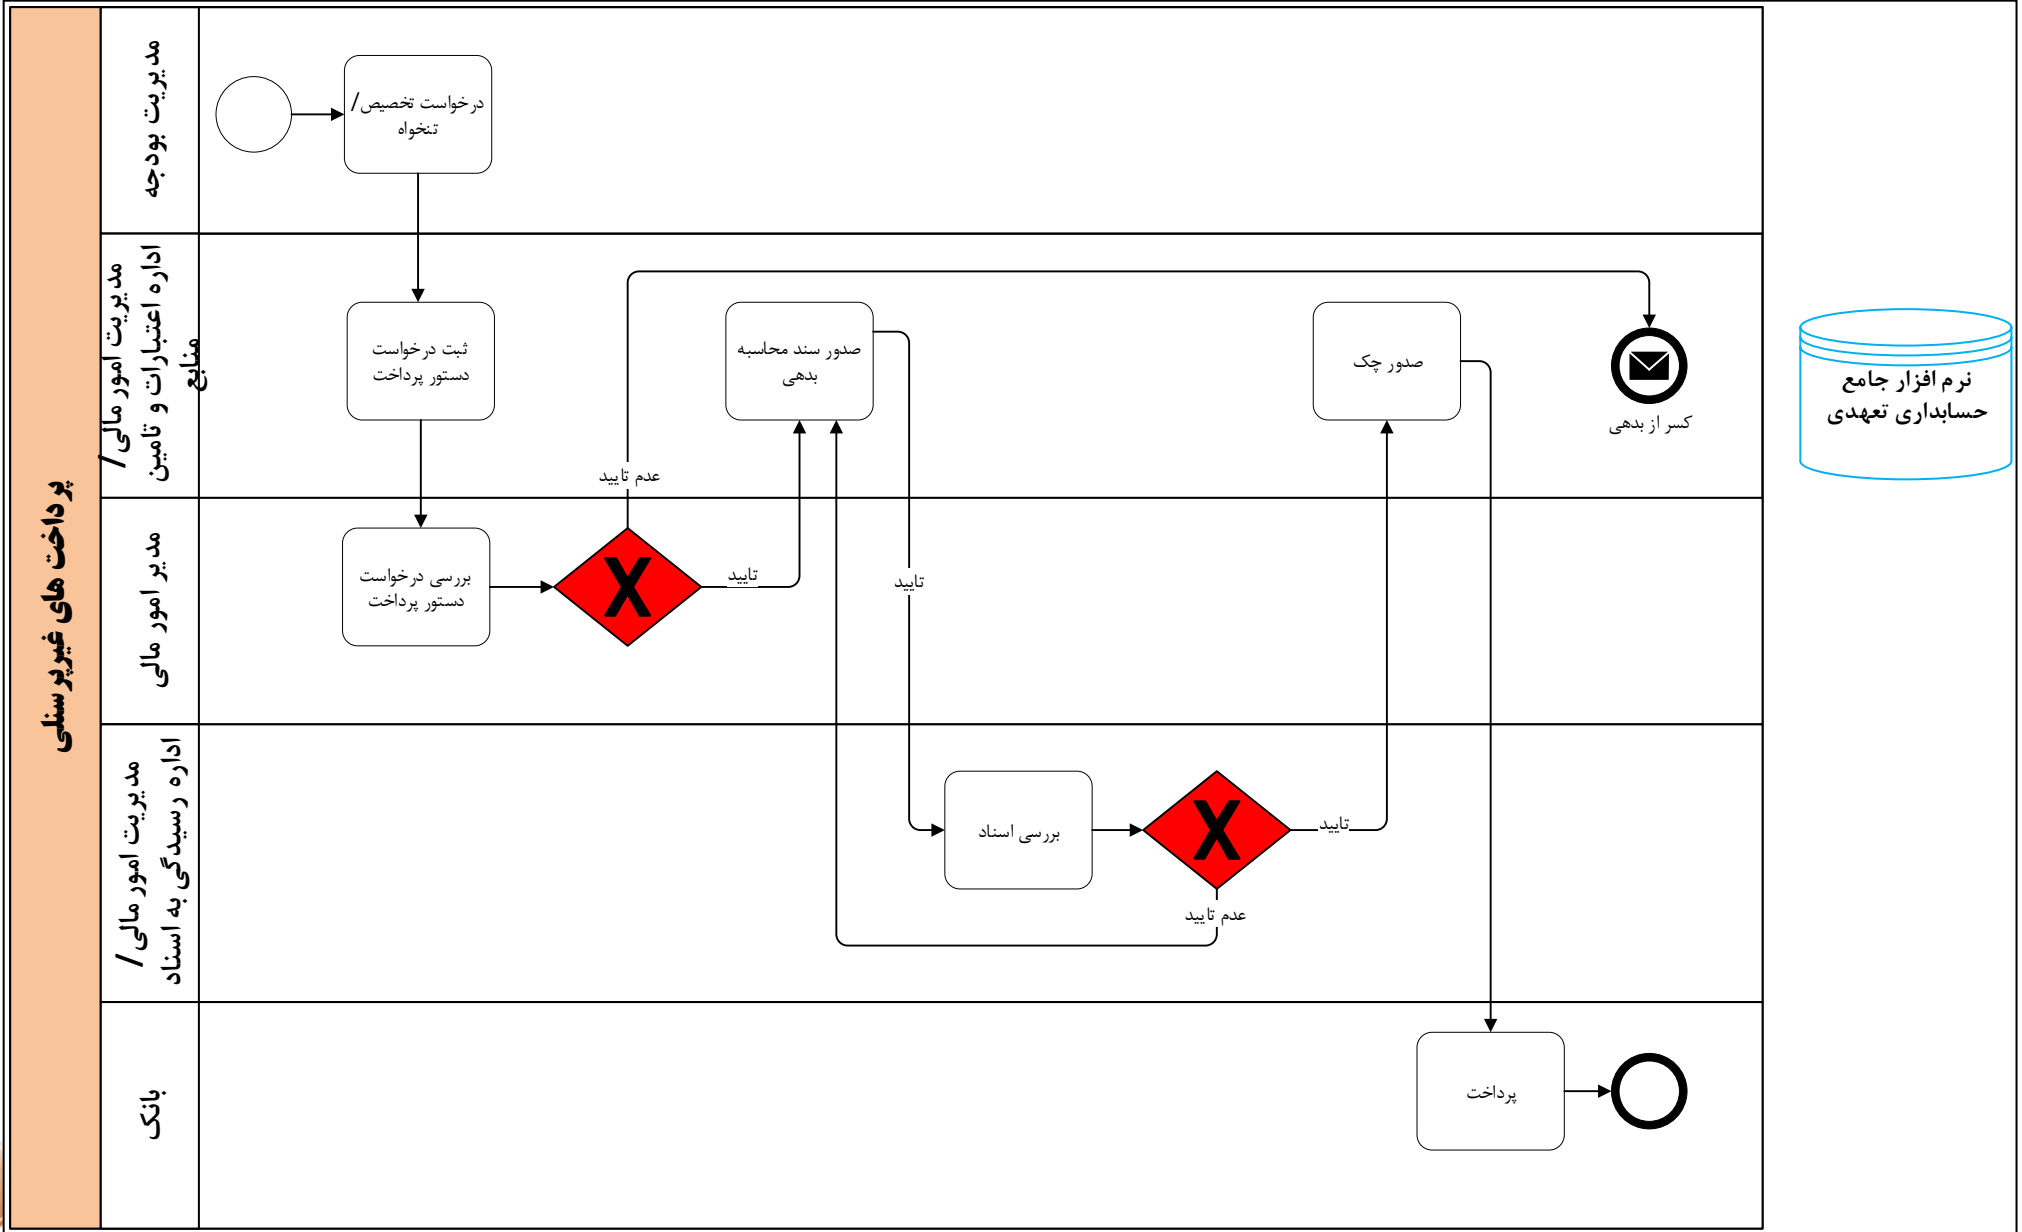 پرداخت های غیرپرسنلی
مدیریت بودجه
درخواست تخصیص/
تنخواه
مدیریت امور مالی/
اداره اعتبارات و تامین
منابع
ثبت درخواست
دستور پرداخت
صدور سند محاسبه
بدهی
صدور چک
کسر از بدهی
عدم تایید
مدیر امور مالی
بررسی درخواست
دستور پرداخت
تایید
تایید
مدیریت امور مالی/
اداره رسیدگی به اسناد
بررسی اسناد
تایید
عدم تایید
بانک
پرداخت
نرم افزار جامع
حسابداری تعهدی